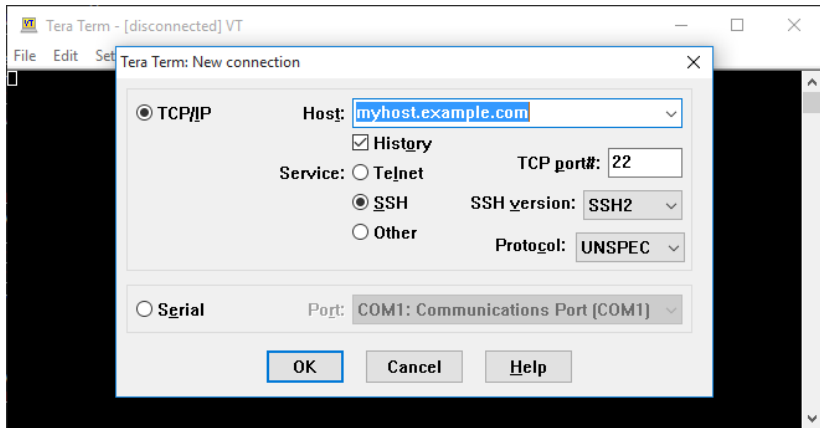 VT Tera Term - [disconnected] VT
File Edit Set
Tera Term: New connection
TCP/IP Host: myhost.example.com
History
Service: Telnet TCP port#: 22
SSH SSH version: SSH2
Other Protocol: UNSPEC
Serial Port: COM1: Communications Port (COM1)
OK Cancel Help